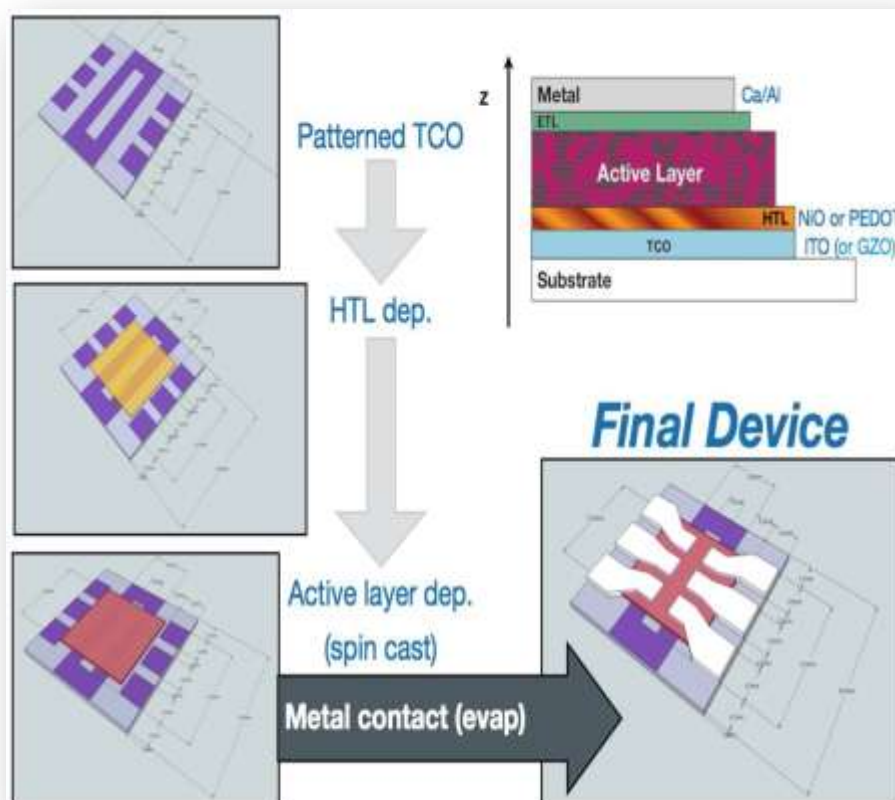 Patterned TCO
HTL dep.
Active layer dep.
(spin cast)
Metal contact (evap)
z
Metal
Ca/Al
ETL
Active Layer
HTL
NiO or PEDOT
TCO
ITO (or GZO)
Substrate
Final Device